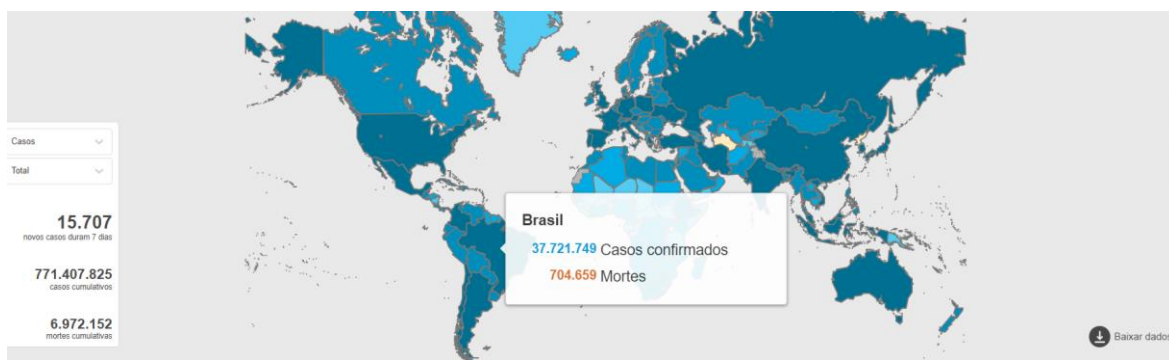 Casos
Total
15.707
novos casos duram 7 dias
771.407.825
casos cumulativos
6.972.152
mortes cumulativas
Brasil
37.721.749 Casos confirmados
704.659 Mortes
Baixar dados